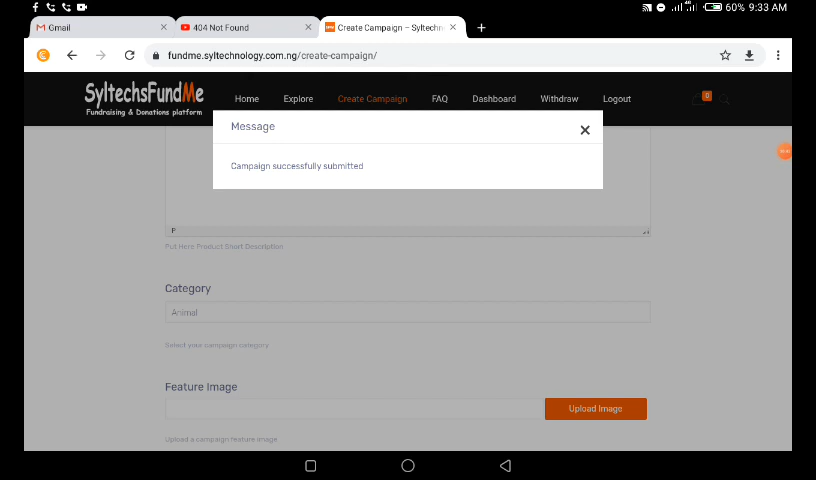 60% 9:33 AM
Gmail
404 Not Found
Create Campaign – Syltechn
fundme.syltechnology.com.ng/create-campaign/
SyltechsFundMe
Fundraising & Donations platform
Home Explore Create Campaign FAQ Dashboard Withdraw Logout
0
Message
Campaign successfully submitted
P
Put Here Product Short Description
Category
Animal
Select your campaign category
Feature Image
Upload Image
Upload a campaign feature image